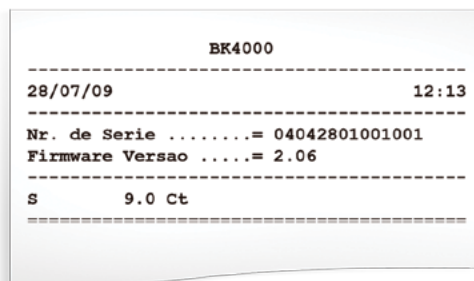 BK4000
--------------------------------------------
28/07/09 12:13
--------------------------------------------
Nr. de Serie ........= 04042801001001
Firmware Versao .....= 2.06
--------------------------------------------
S 9.0 Ct
============================================